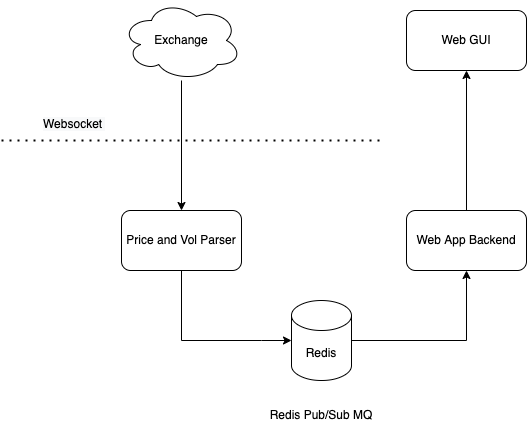 Exchange
Web GUI
Websocket
Price and Vol Parser
Web App Backend
Redis
Redis Pub/Sub MQ